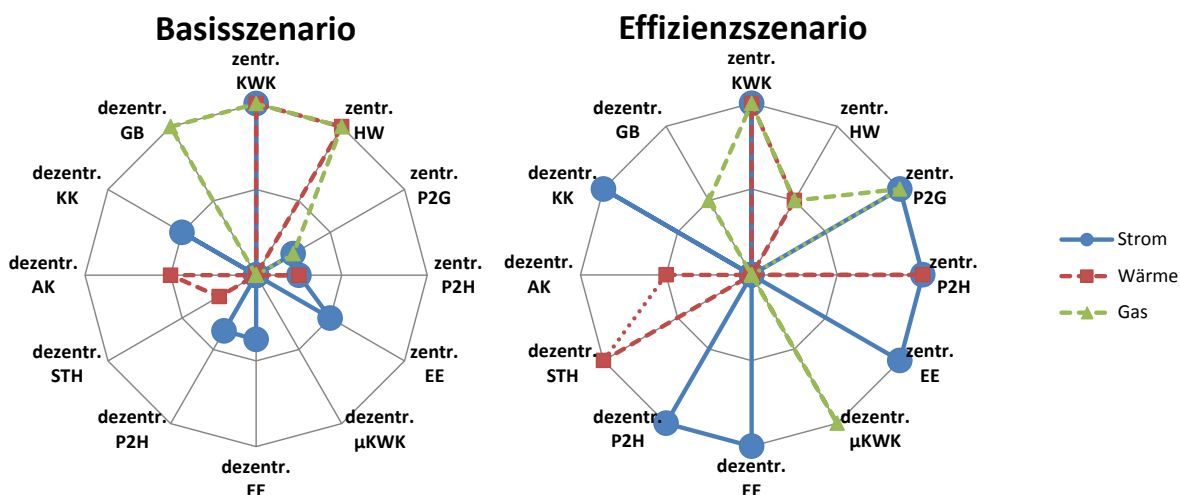 Basisszenario
zentr.
KWK
zentr.
HW
zentr.
P2G
zentr.
P2H
zentr.
EE
dezentr.
µKWK
dezentr.
EE
dezentr.
P2H
dezentr.
STH
dezentr.
AK
dezentr.
KK
dezentr.
GB
Effizienzszenario
zentr.
KWK
zentr.
HW
zentr.
P2G
zentr.
P2H
zentr.
EE
dezentr.
µKWK
dezentr.
EE
dezentr.
P2H
dezentr.
STH
dezentr.
AK
dezentr.
KK
dezentr.
GB
Strom
Wärme
Gas